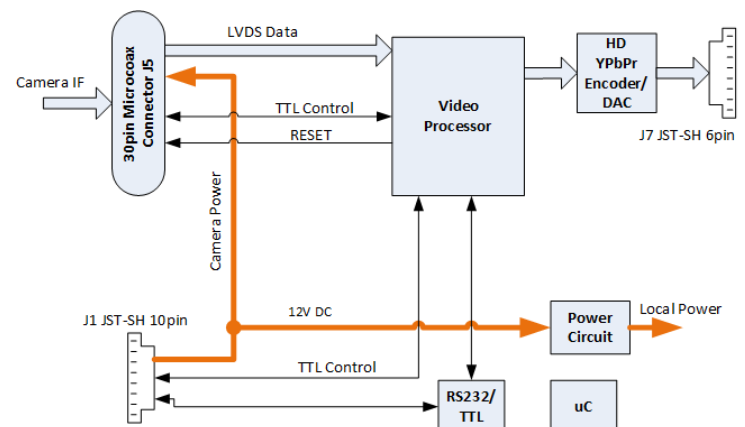 LVDS Data
HD
YPbPr
Encoder/
DAC
Camera IF
30pin Microcoax
Connector J5
TTL Control
Video
Processor
RESET
J7 JST-SH 6pin
Camera Power
J1 JST-SH 10pin
12V DC
Power
Circuit
Local Power
TTL Control
RS232/
TTL
uC